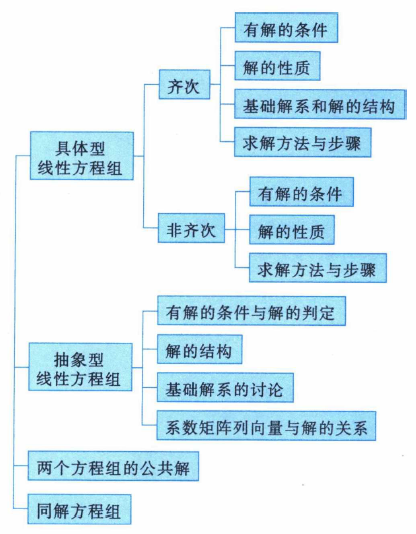 有解的条件
解的性质
齐次
基础解系和解的结构
求解方法与步骤
具体型
线性方程组
有解的条件
非齐次
解的性质
求解方法与步骤
有解的条件与解的判定
解的结构
抽象型
线性方程组
基础解系的讨论
系数矩阵列向量与解的关系
两个方程组的公共解
同解方程组